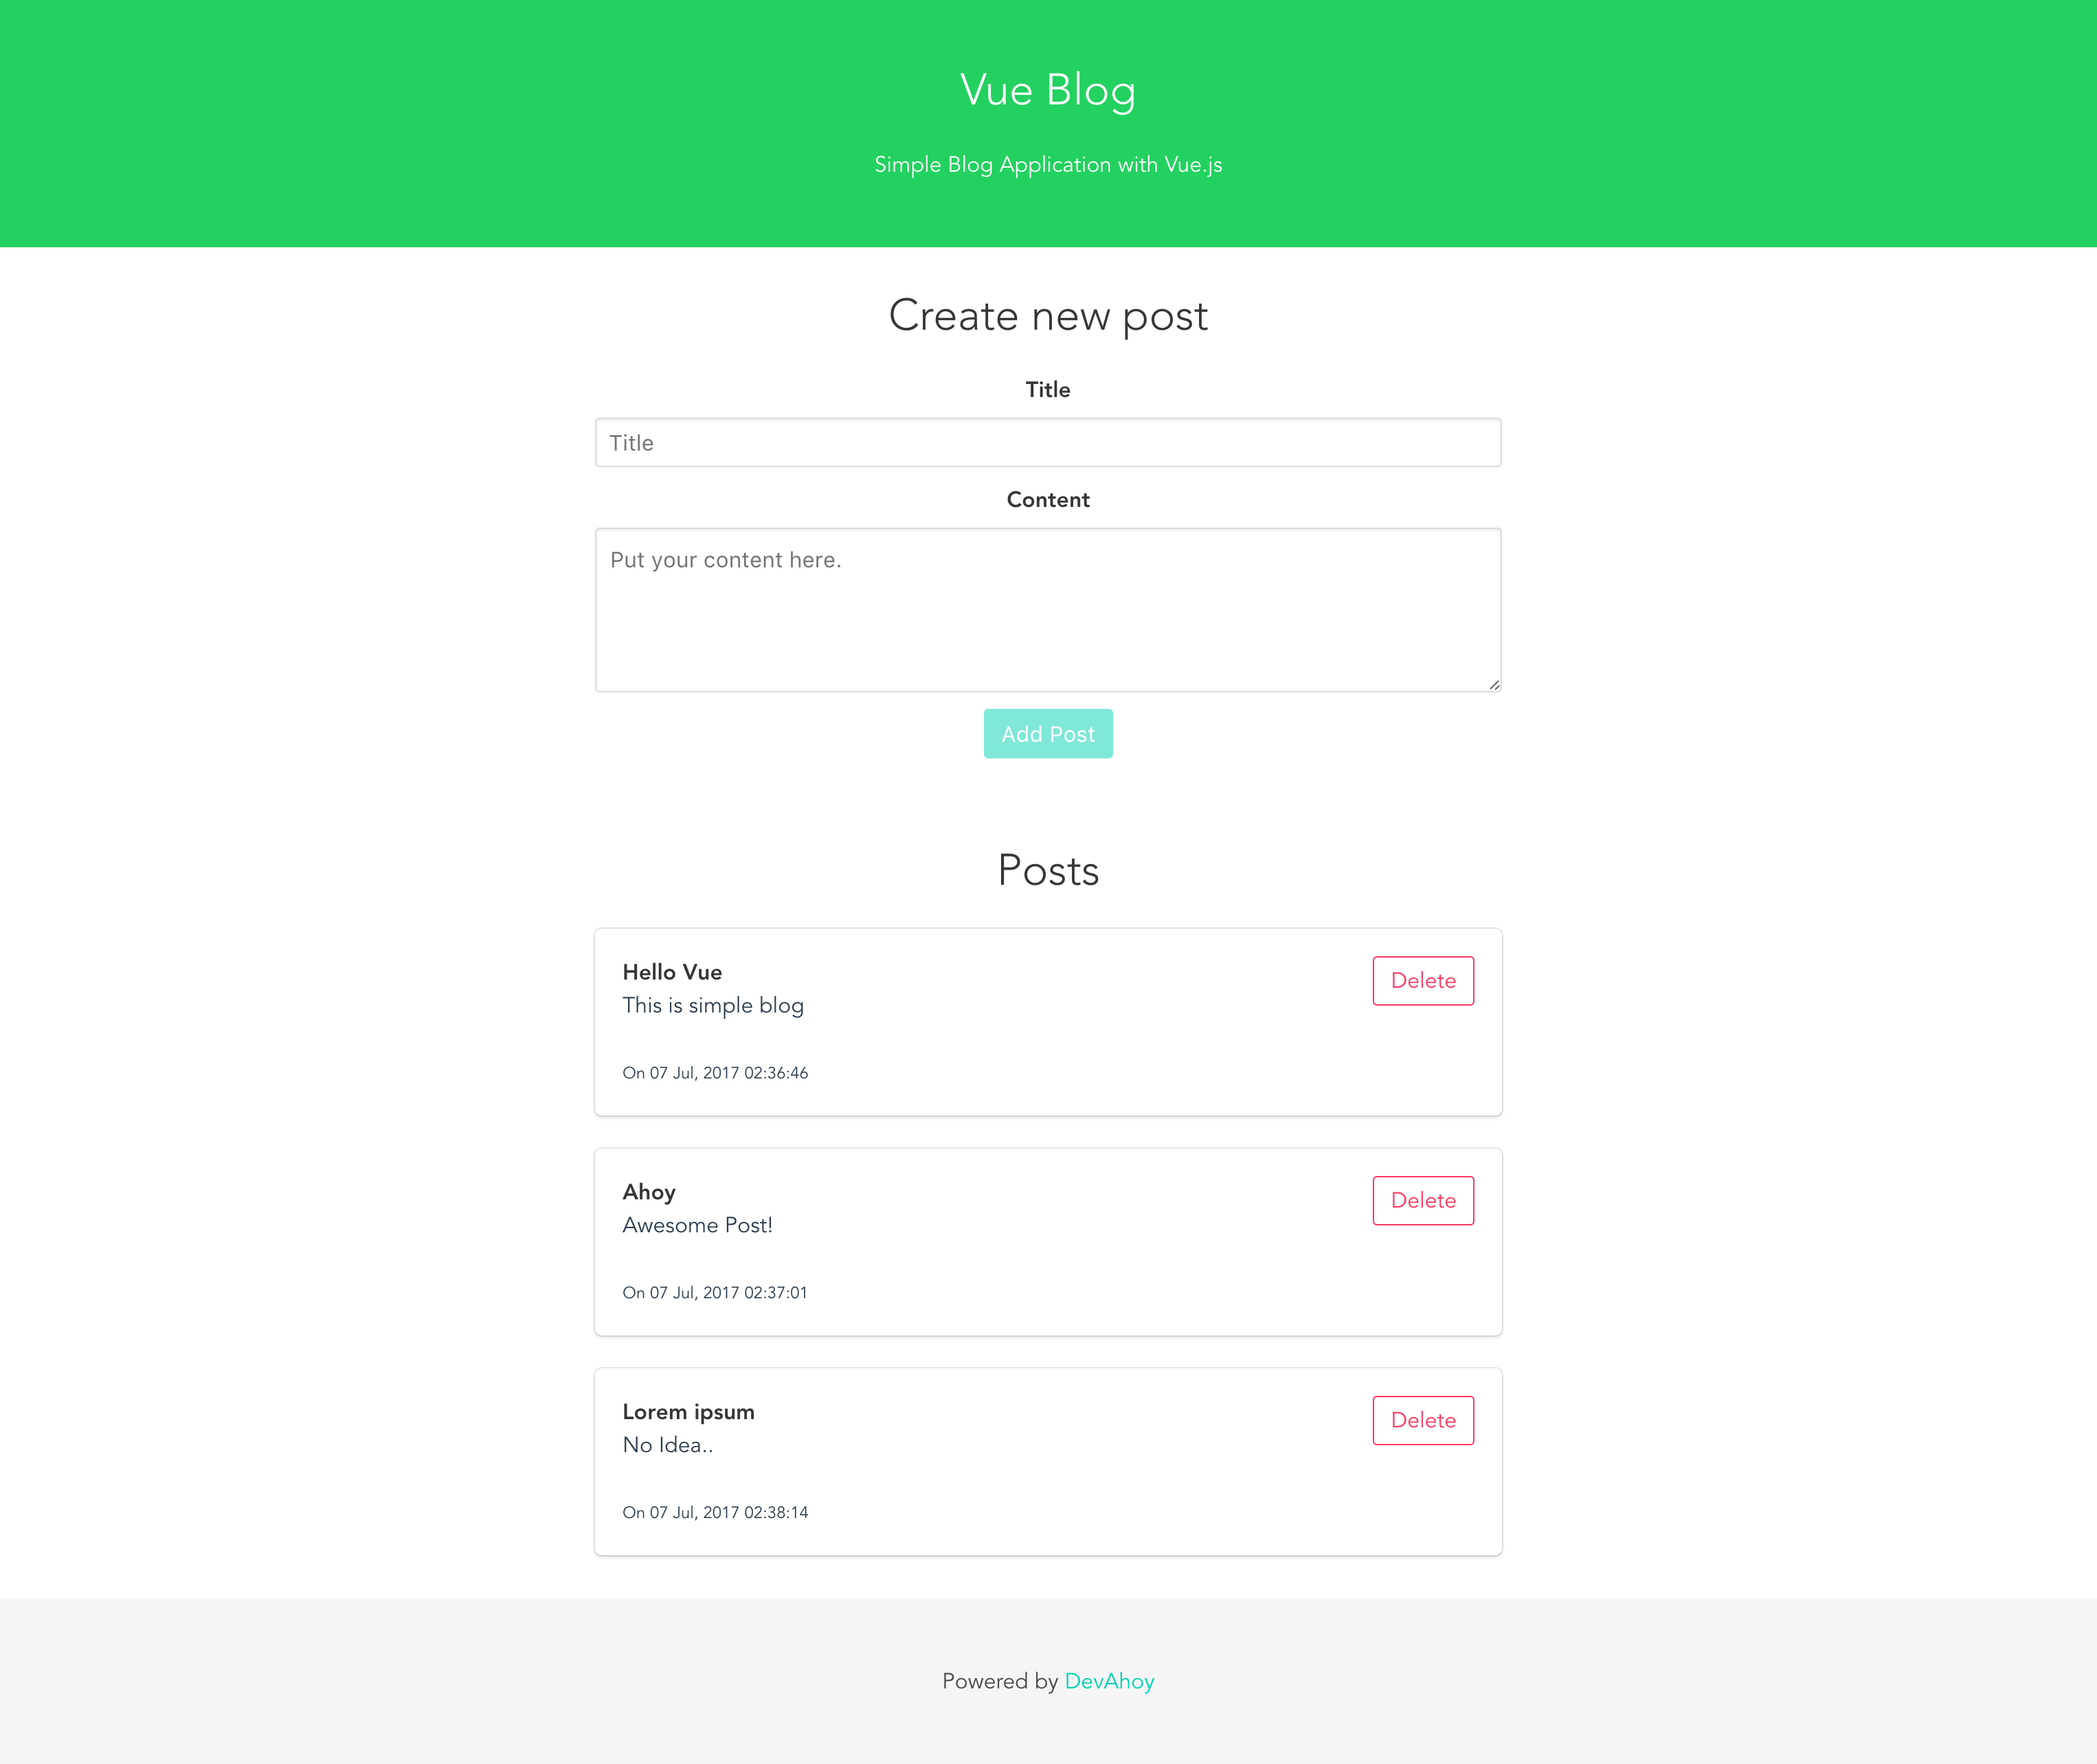 Vue Blog
Simple Blog Application with Vue.js
Create new post
Title
Title
Content
Put your content here.
Add Post
Posts
Hello Vue
Delete
This is simple blog
On 07 Jul, 2017 02:36:46
Ahoy
Delete
Awesome Post!
On 07 Jul, 2017 02:37:01
Lorem ipsum
Delete
No Idea..
On 07 Jul, 2017 02:38:14
Powered by DevAhoy